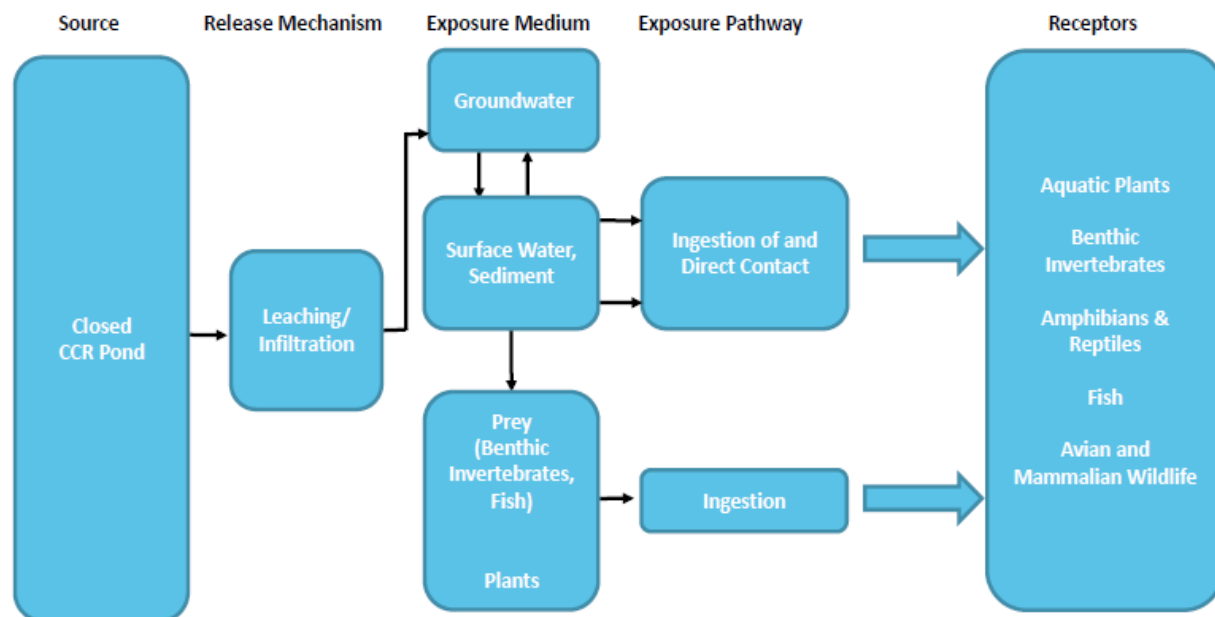 Source
Release Mechanism
Exposure Medium
Exposure Pathway
Receptors
Closed
CCR Pond
Leaching/
Infiltration
Groundwater
Surface Water,
Sediment
Prey
(Benthic
Invertebrates,
Fish)
Plants
Ingestion of and
Direct Contact
Ingestion
Aquatic Plants
Benthic
Invertebrates
Amphibians &
Reptiles
Fish
Avian and
Mammalian Wildlife